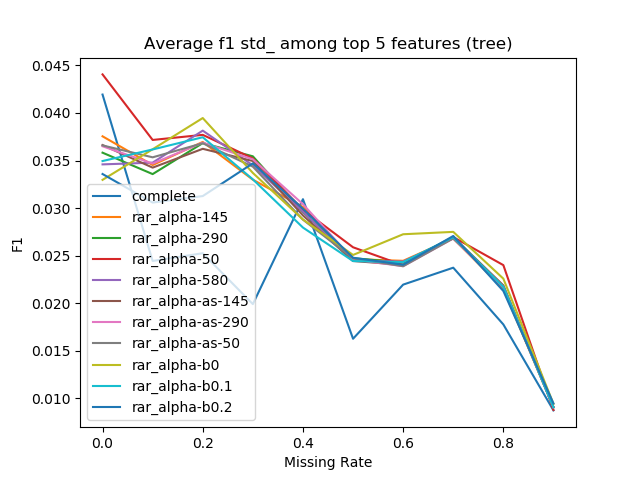 Average f1 std_ among top 5 features (tree)
0.045
0.040
0.035
0.030
0.025
0.020
0.015
0.010
F1
complete
rar_alpha-145
rar_alpha-290
rar_alpha-50
rar_alpha-580
rar_alpha-as-145
rar_alpha-as-290
rar_alpha-as-50
rar_alpha-b0
rar_alpha-b0.1
rar_alpha-b0.2
0.0 0.2 0.4 0.6 0.8
Missing Rate